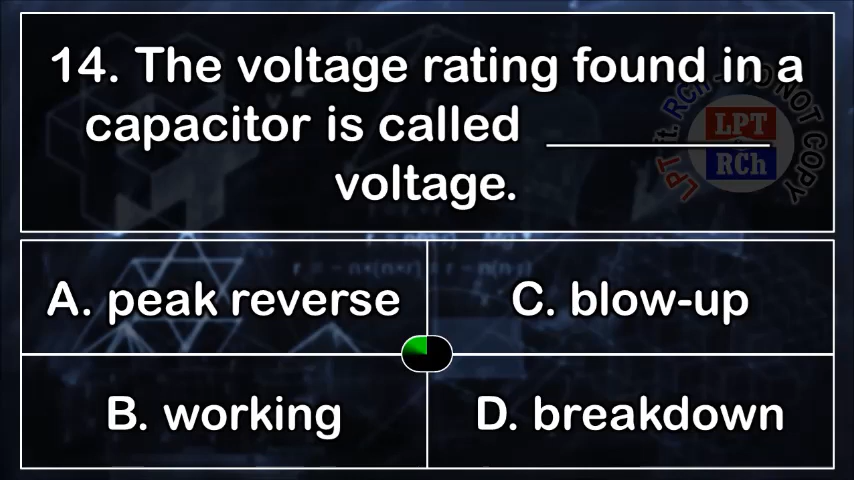 14. The voltage rating found in a
capacitor is called ________
voltage.
A. peak reverse
C. blow-up
B. working
D. breakdown
LPT
RCh